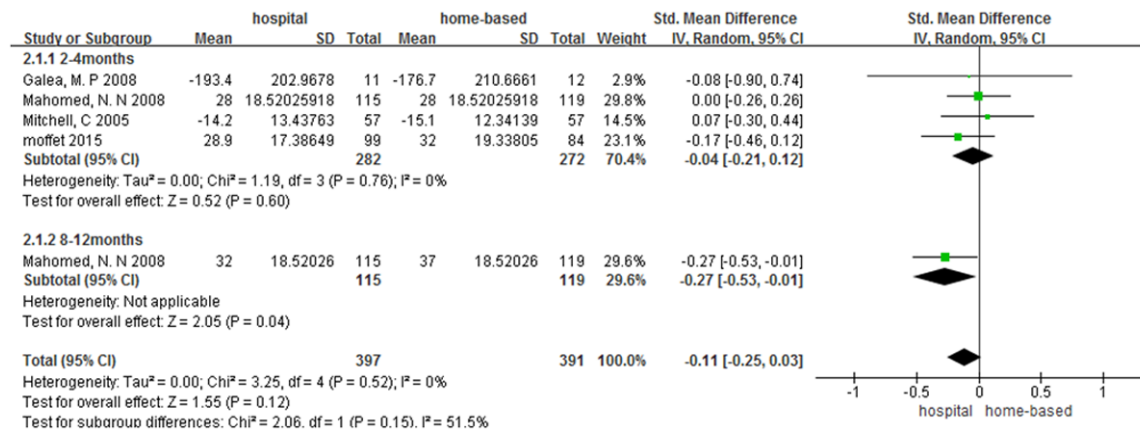 hospital home-based Std. Mean Difference Std. Mean Difference
Study or Subgroup Mean SD Total Mean SD Total Weight IV, Random, 95% CI IV, Random, 95% CI
2.1.1 2-4months
Galea, M. P 2008 -193.4 202.9678 11 -176.7 210.6661 12 2.9% -0.08 [-0.90, 0.74]
Mahomed, N. N 2008 28 18.52025918 115 28 18.52025918 119 29.8% 0.00 [-0.26, 0.26]
Mitchell, C 2005 -14.2 13.43763 57 -15.1 12.34139 57 14.5% 0.07 [-0.30, 0.44]
moffet 2015 28.9 17.38649 99 32 19.33805 84 23.1% -0.17 [-0.46, 0.12]
Subtotal (95% CI) 282 272 70.4% -0.04 [-0.21, 0.12]
Heterogeneity: Tau² = 0.00; Chi² = 1.19, df = 3 (P = 0.76); I² = 0%
Test for overall effect: Z = 0.52 (P = 0.60)
2.1.2 8-12months
Mahomed, N. N 2008 32 18.52026 115 37 18.52026 119 29.6% -0.27 [-0.53, -0.01]
Subtotal (95% CI) 115 119 29.6% -0.27 [-0.53, -0.01]
Heterogeneity: Not applicable
Test for overall effect: Z = 2.05 (P = 0.04)
Total (95% CI) 397 391 100.0% -0.11 [-0.25, 0.03]
Heterogeneity: Tau² = 0.00; Chi² = 3.25, df = 4 (P = 0.52); I² = 0%
Test for overall effect: Z = 1.55 (P = 0.12)
Test for subgroup differences: Chi² = 2.06, df = 1 (P = 0.15), I² = 51.5%
-1 -0.5 0 0.5 1
hospital home-based